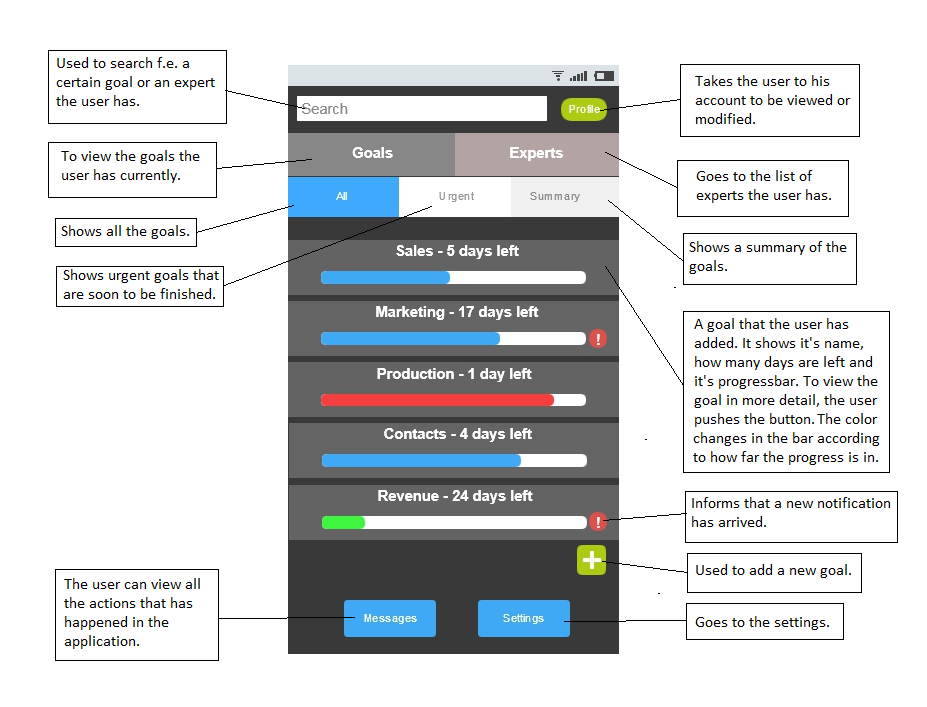 Used to search f.e. a
certain goal or an expert
the user has.
Takes the user to his
account to be viewed or
modified.
Search
Profile
To view the goals the
user has currently.
Goals
Experts
Goes to the list of
experts the user has.
All
Urgent
Summary
Shows all the goals.
Shows a summary of the
goals.
Shows urgent goals that
are soon to be finished.
Sales - 5 days left
Marketing - 17 days left
!
A goal that the user has
added. It shows it's name,
how many days are left and
it's progressbar. To view the
goal in more detail, the user
pushes the button. The color
changes in the bar according
to how far the progress is in.
Production - 1 day left
Contacts - 4 days left
Revenue - 24 days left
!
Informs that a new notification
has arrived.
+
Used to add a new goal.
The user can view all
the actions that has
happened in the
application.
Messages
Settings
Goes to the settings.